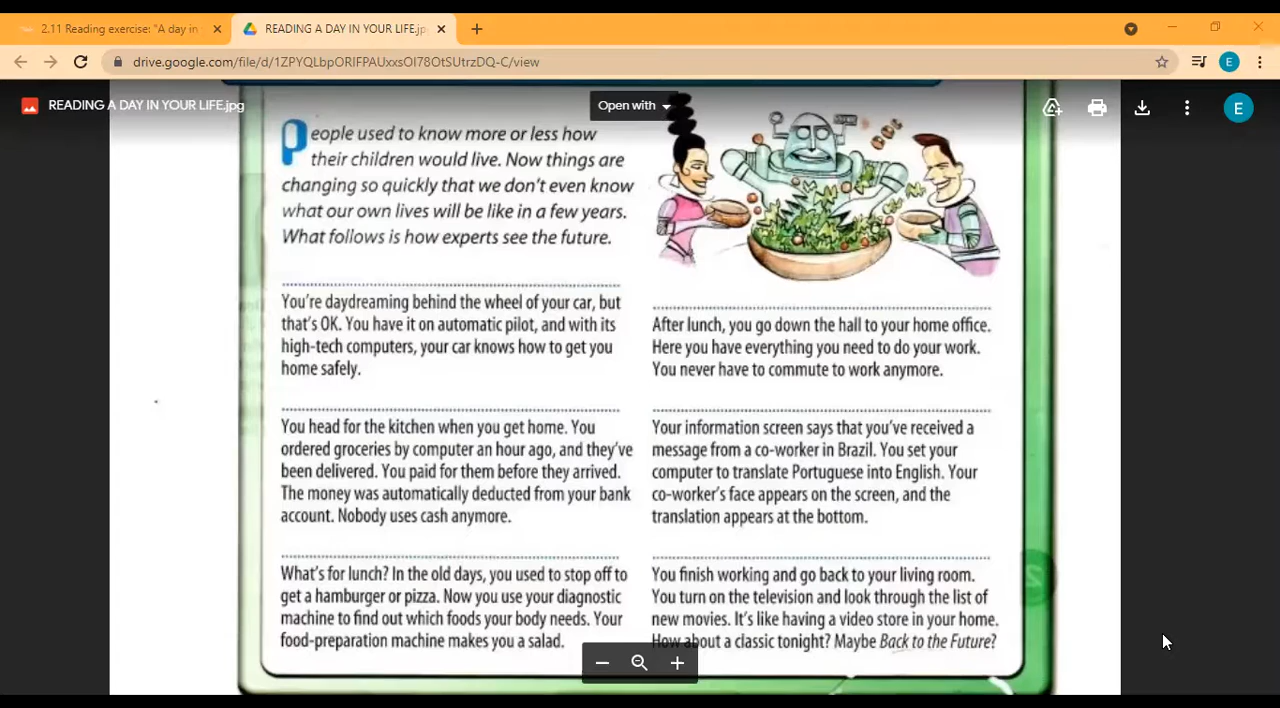 2.11 Reading exercise: "A day in
READING A DAY IN YOUR LIFE.jp
drive.google.com/file/d/1ZPYQLbpORIFPAUxxsOI78OtSUtrzDQ-C/view
E
READING A DAY IN YOUR LIFE.jpg
Open with
E
People used to know more or less how
their children would live. Now things are
changing so quickly that we don't even know
what our own lives will be like in a few years.
What follows is how experts see the future.
You're daydreaming behind the wheel of your car, but
that's OK. You have it on automatic pilot, and with its
high-tech computers, your car knows how to get you
home safely.
You head for the kitchen when you get home. You
ordered groceries by computer an hour ago, and they've
been delivered. You paid for them before they arrived.
The money was automatically deducted from your bank
account. Nobody uses cash anymore.
What's for lunch? In the old days, you used to stop off to
get a hamburger or pizza. Now you use your diagnostic
machine to find out which foods your body needs. Your
food-preparation machine makes you a salad.
After lunch, you go down the hall to your home office.
Here you have everything you need to do your work.
You never have to commute to work anymore.
Your information screen says that you've received a
message from a co-worker in Brazil. You set your
computer to translate Portuguese into English. Your
co-worker's face appears on the screen, and the
translation appears at the bottom.
You finish working and go back to your living room.
You turn on the television and look through the list of
new movies. It's like having a video store in your home.
How about a classic tonight? Maybe Back to the Future?